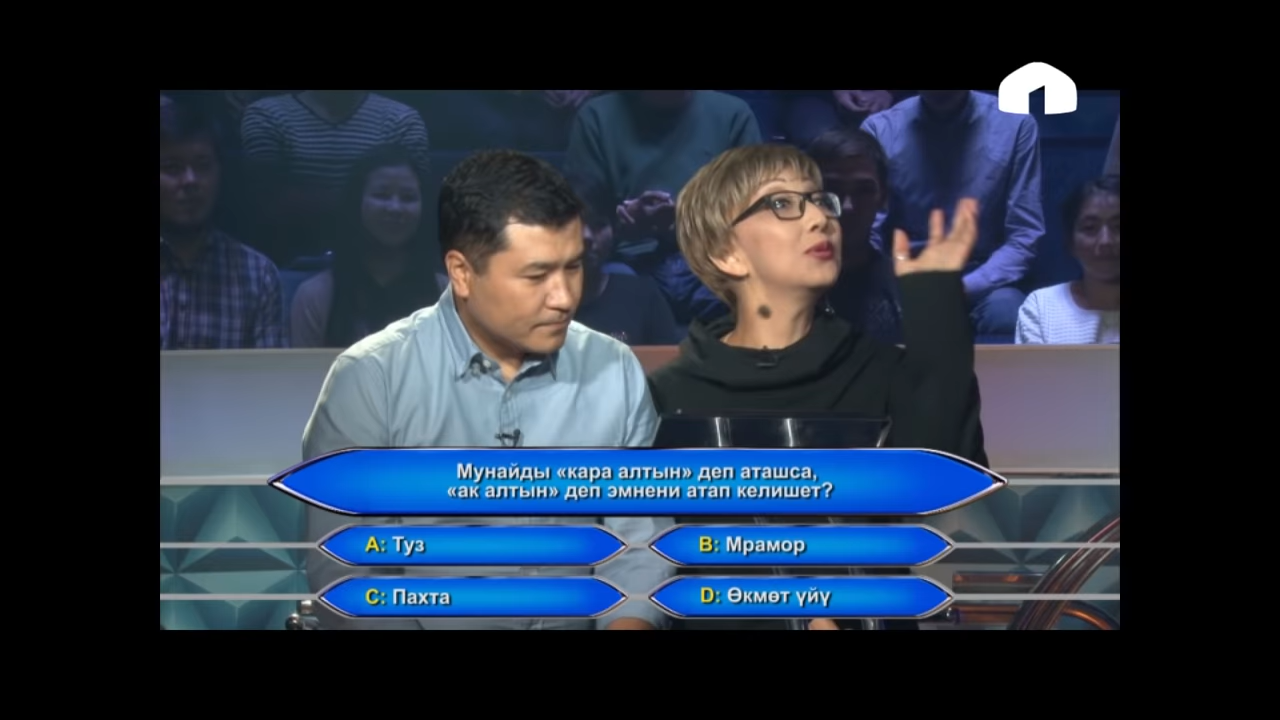 Мунайды «кара алтын» деп аташса,
«ак алтын» деп эмнени атап келишет?
A: Туз
B: Мрамор
C: Пахта
D: Өкмөт үйү